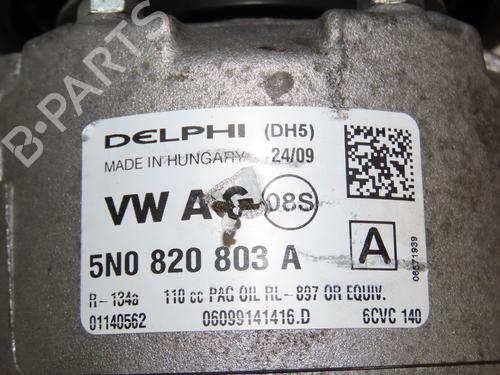 B-PARTS
DELPHI (DH5)
MADE IN HUNGARY 24/09
VW AG 08S
5N0 820 803 A A
R-134a 110 cc PAG OIL RL-897 OR EQUIV.
01140562 06099141416.D 6CVC 140
06571939